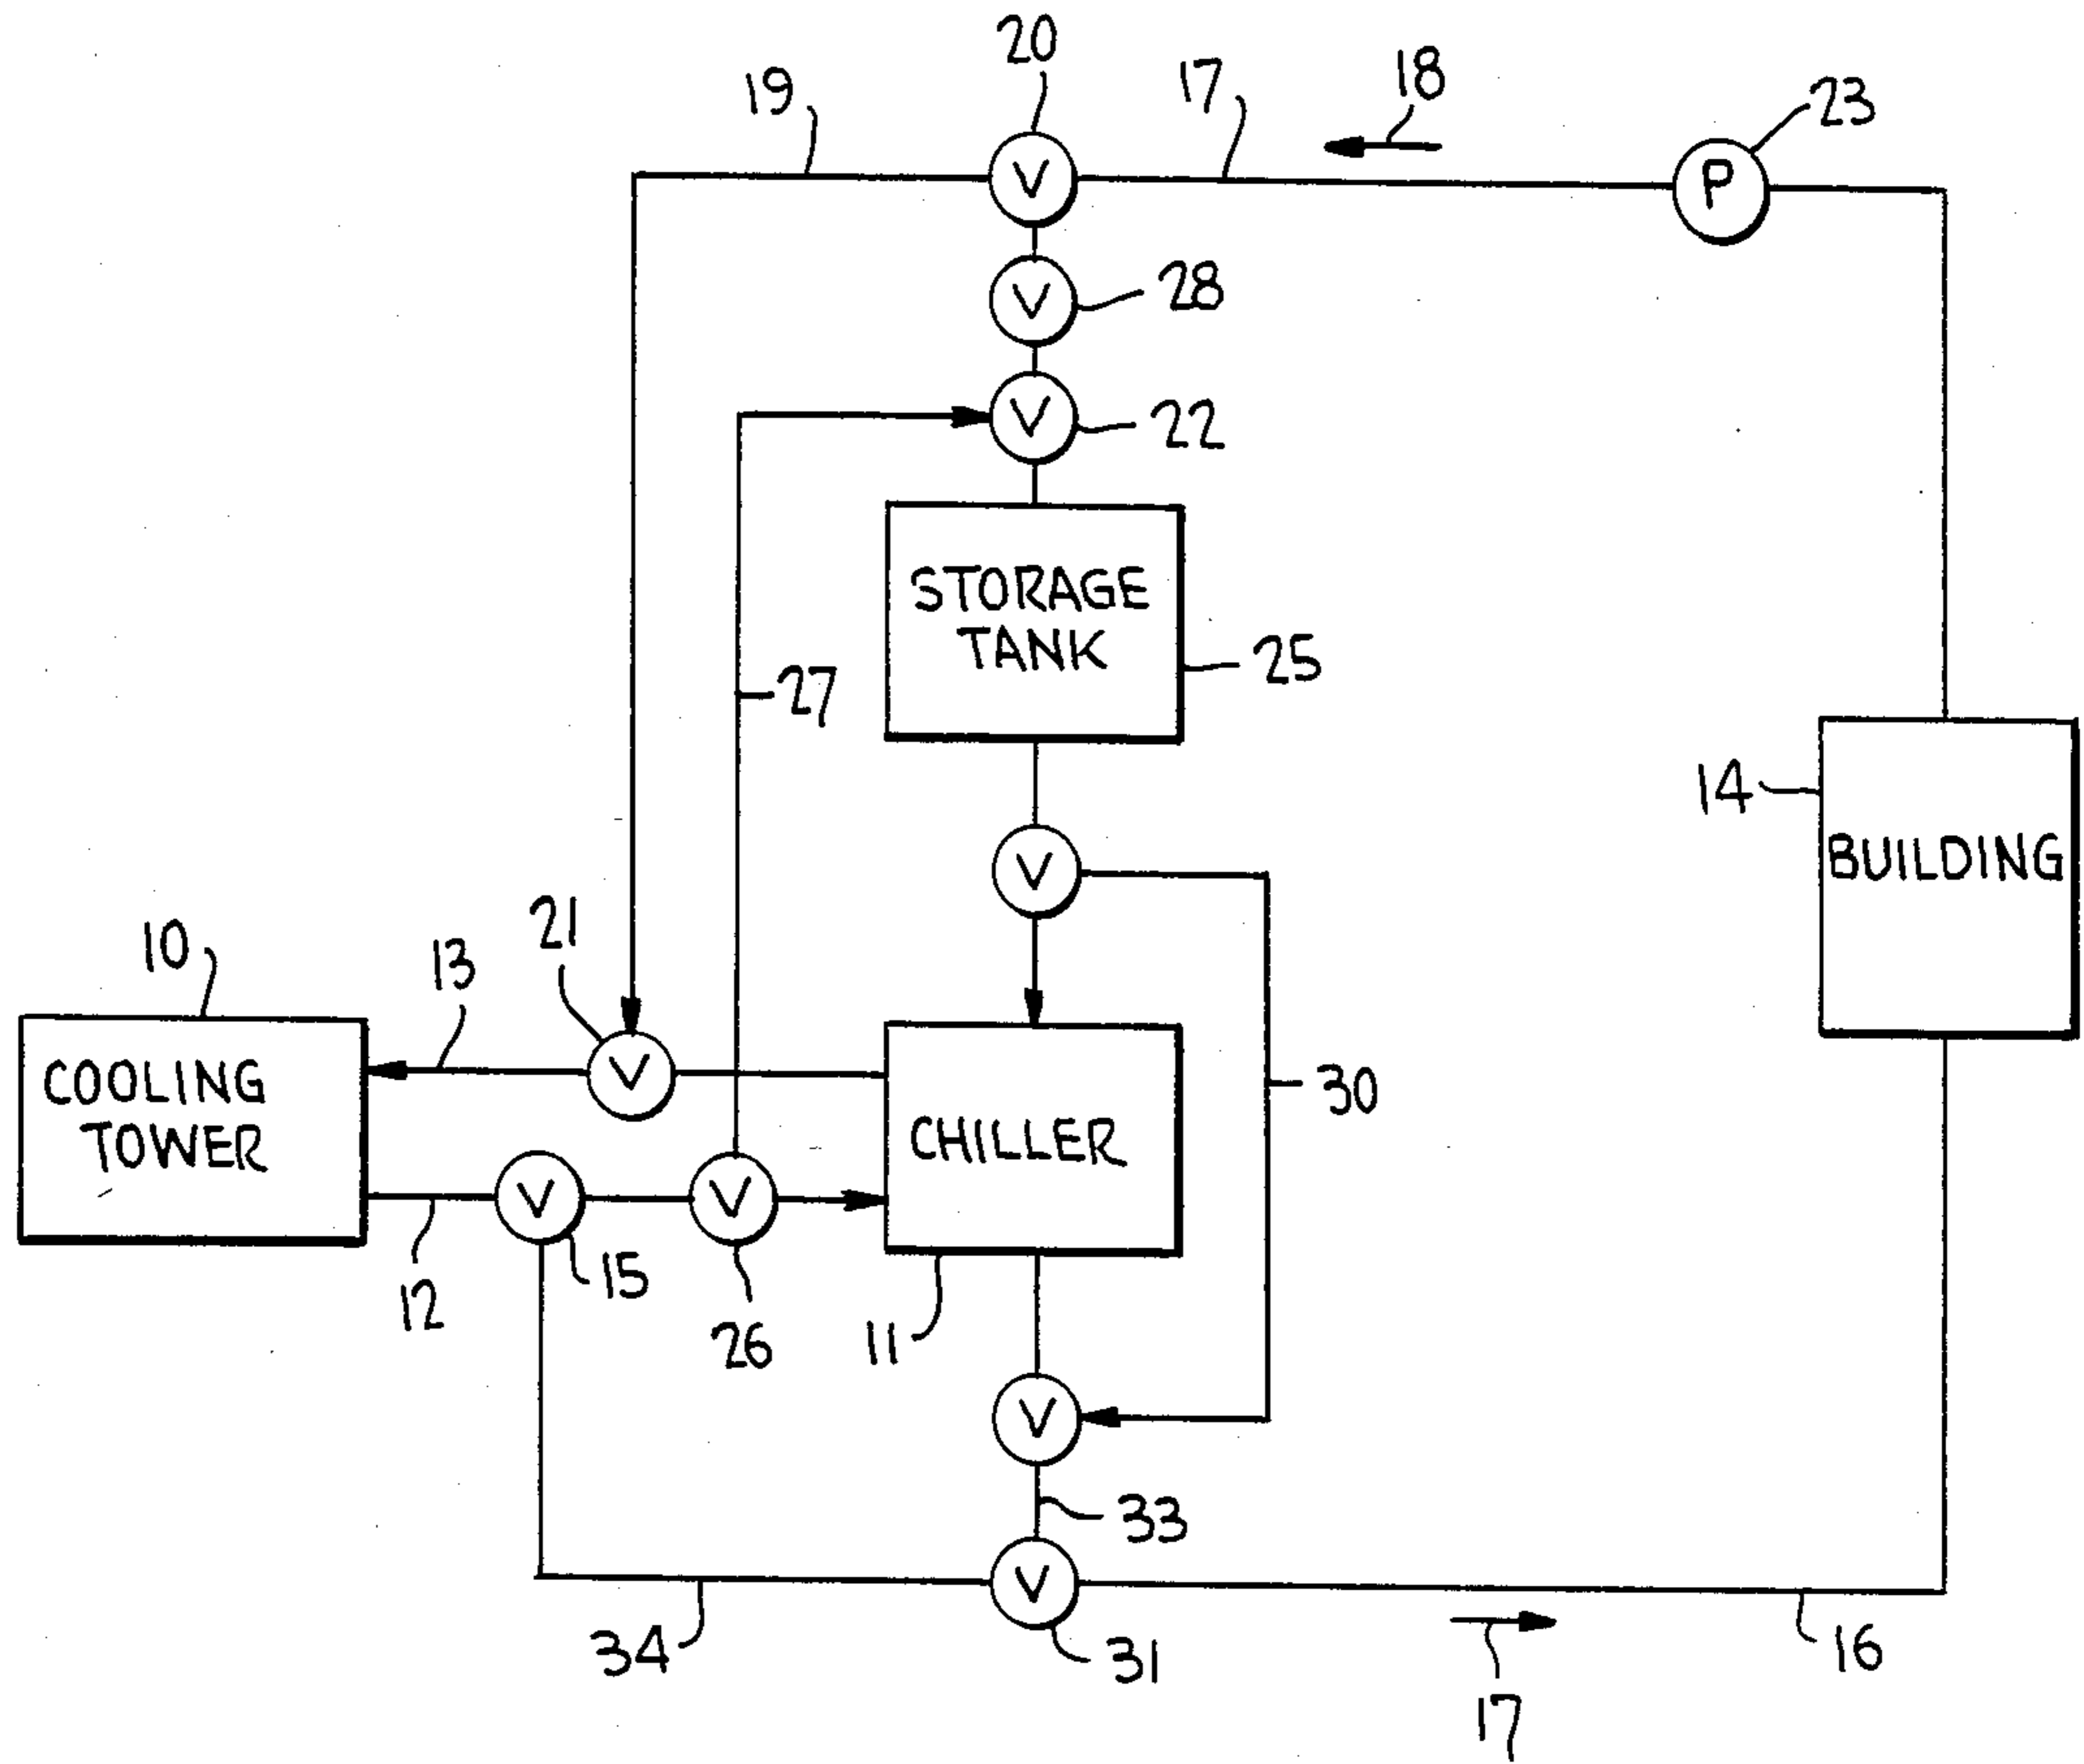 20
19
17
18
23
V
P
V
28
V
22
STORAGE
TANK
25
27
14
BUILDING
V
10
13
21
30
COOLING
TOWER
V
CHILLER
V
V
12
15
26
11
V
33
V
34
31
16
17